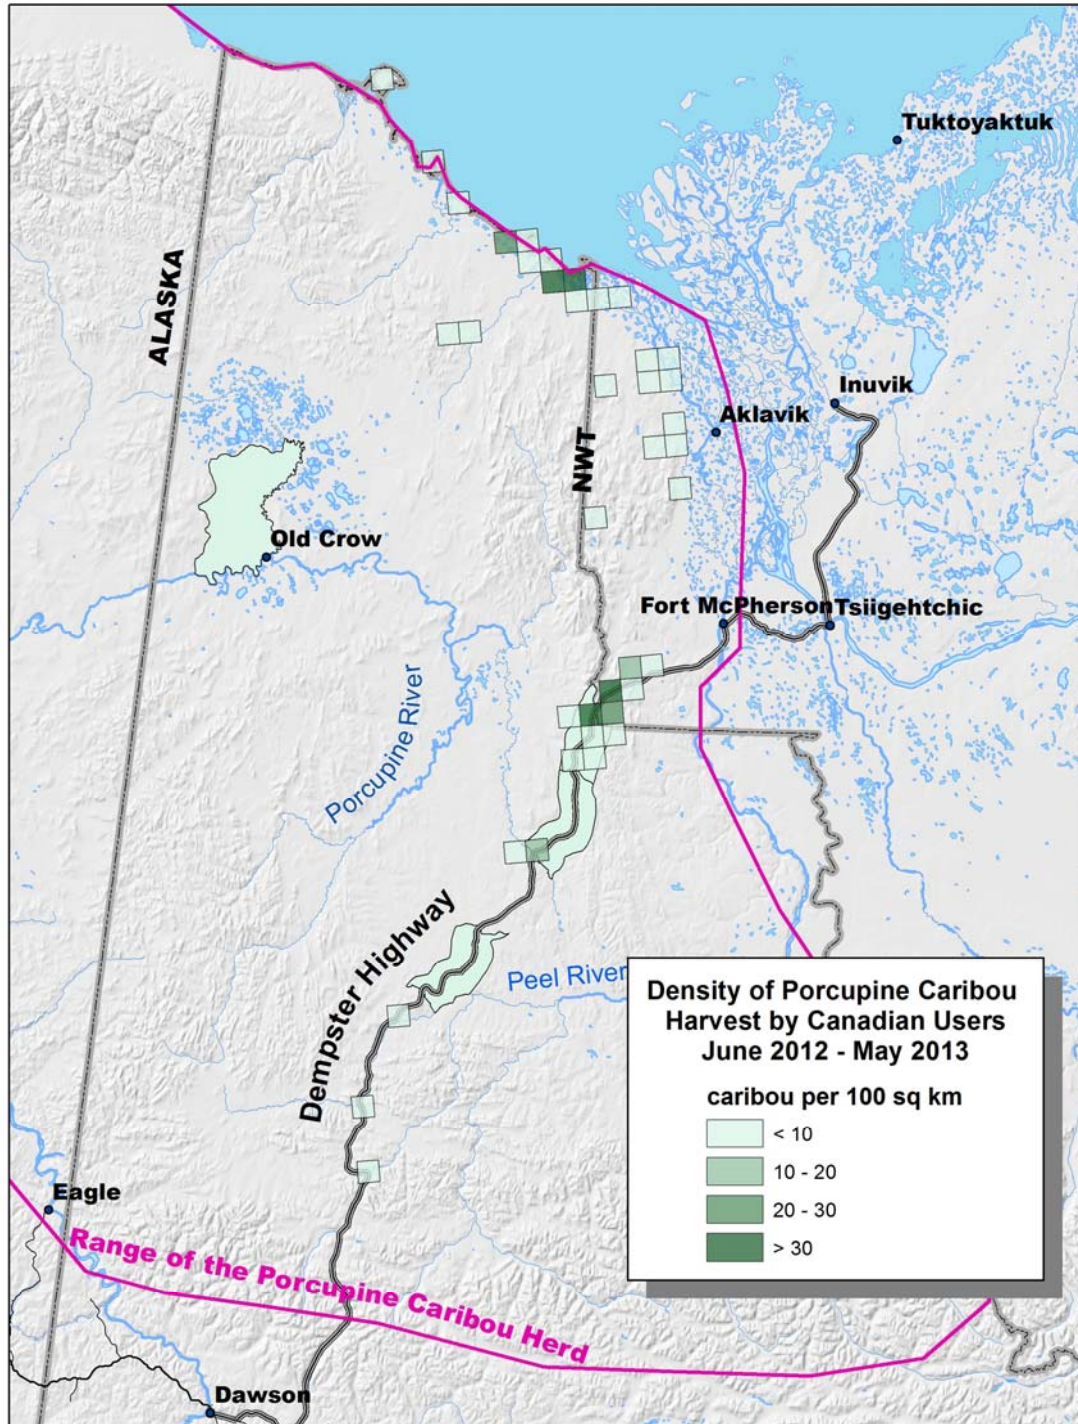 Tuktoyaktuk
ALASKA
Inuvik
Aklavik
NWT
Old Crow
Fort McPherson
Tsiigehtchic
Porcupine River
Dempster Highway
Peel River
Density of Porcupine Caribou
Harvest by Canadian Users
June 2012 - May 2013
caribou per 100 sq km
< 10
10 - 20
20 - 30
> 30
Eagle
Range of the Porcupine Caribou Herd
Dawson